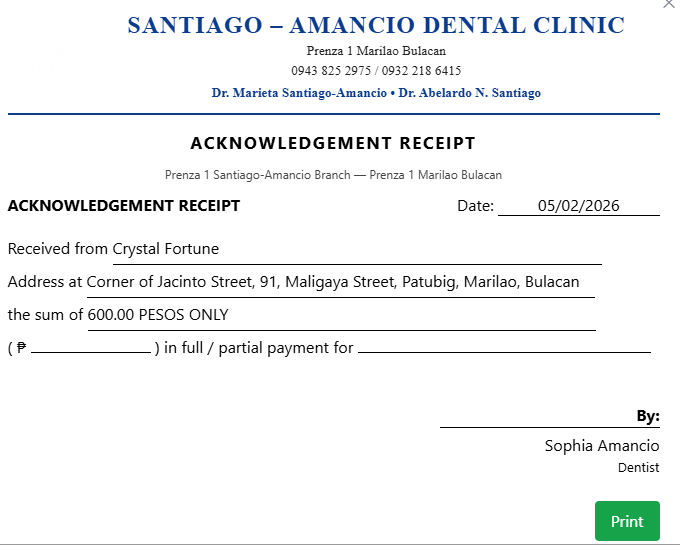 SANTIAGO – AMANCIO DENTAL CLINIC
Prenza 1 Marilao Bulacan
0943 825 2975 / 0932 218 6415
Dr. Marieta Santiago-Amancio • Dr. Abelardo N. Santiago
ACKNOWLEDGEMENT RECEIPT
Prenza 1 Santiago-Amancio Branch — Prenza 1 Marilao Bulacan
ACKNOWLEDGEMENT RECEIPT Date: 05/02/2026
Received from Crystal Fortune
Address at Corner of Jacinto Street, 91, Maligaya Street, Patubig, Marilao, Bulacan
the sum of 600.00 PESOS ONLY
( ₱ ) in full / partial payment for
By:
Sophia Amancio
Dentist
Print